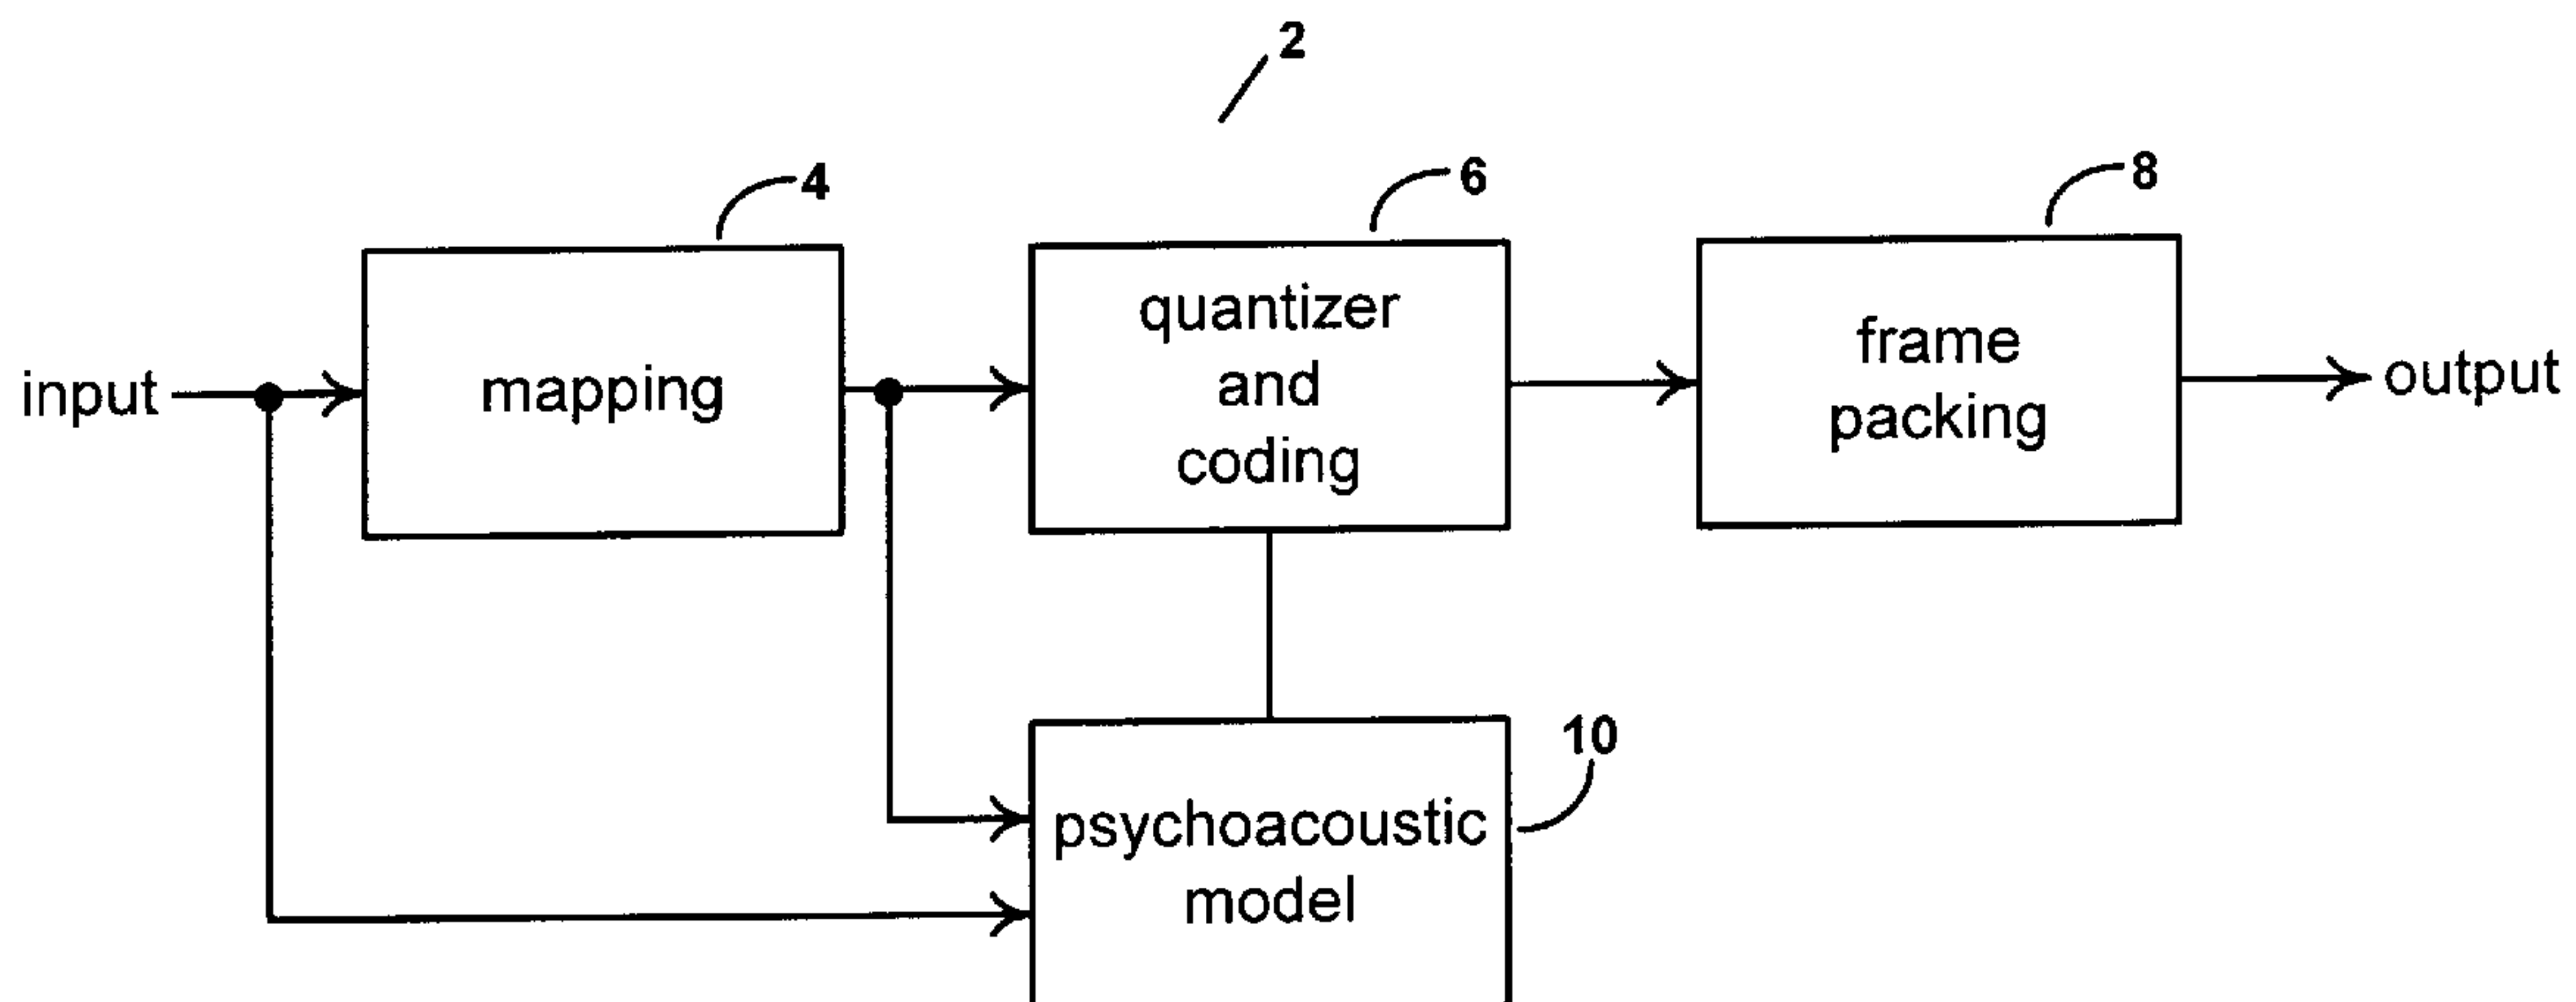 2
4
6
8
input
mapping
quantizer
and
coding
frame
packing
output
10
psychoacoustic
model